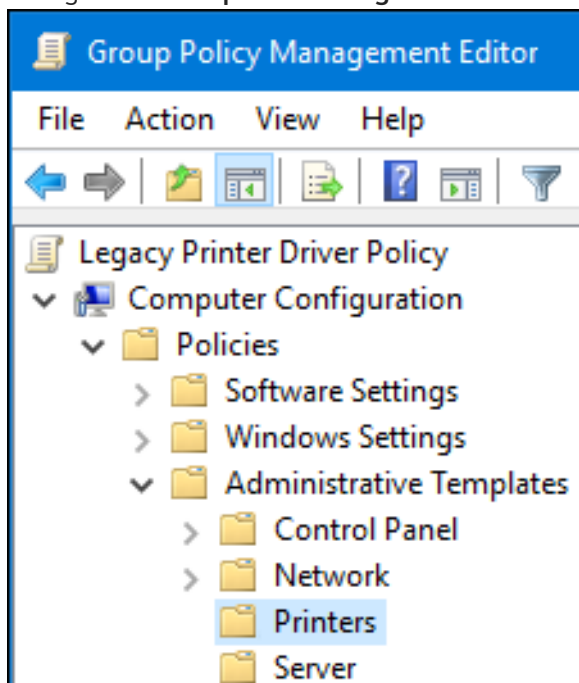 Group Policy Management Editor
File Action View Help
Legacy Printer Driver Policy
Computer Configuration
Policies
Software Settings
Windows Settings
Administrative Templates
Control Panel
Network
Printers
Server